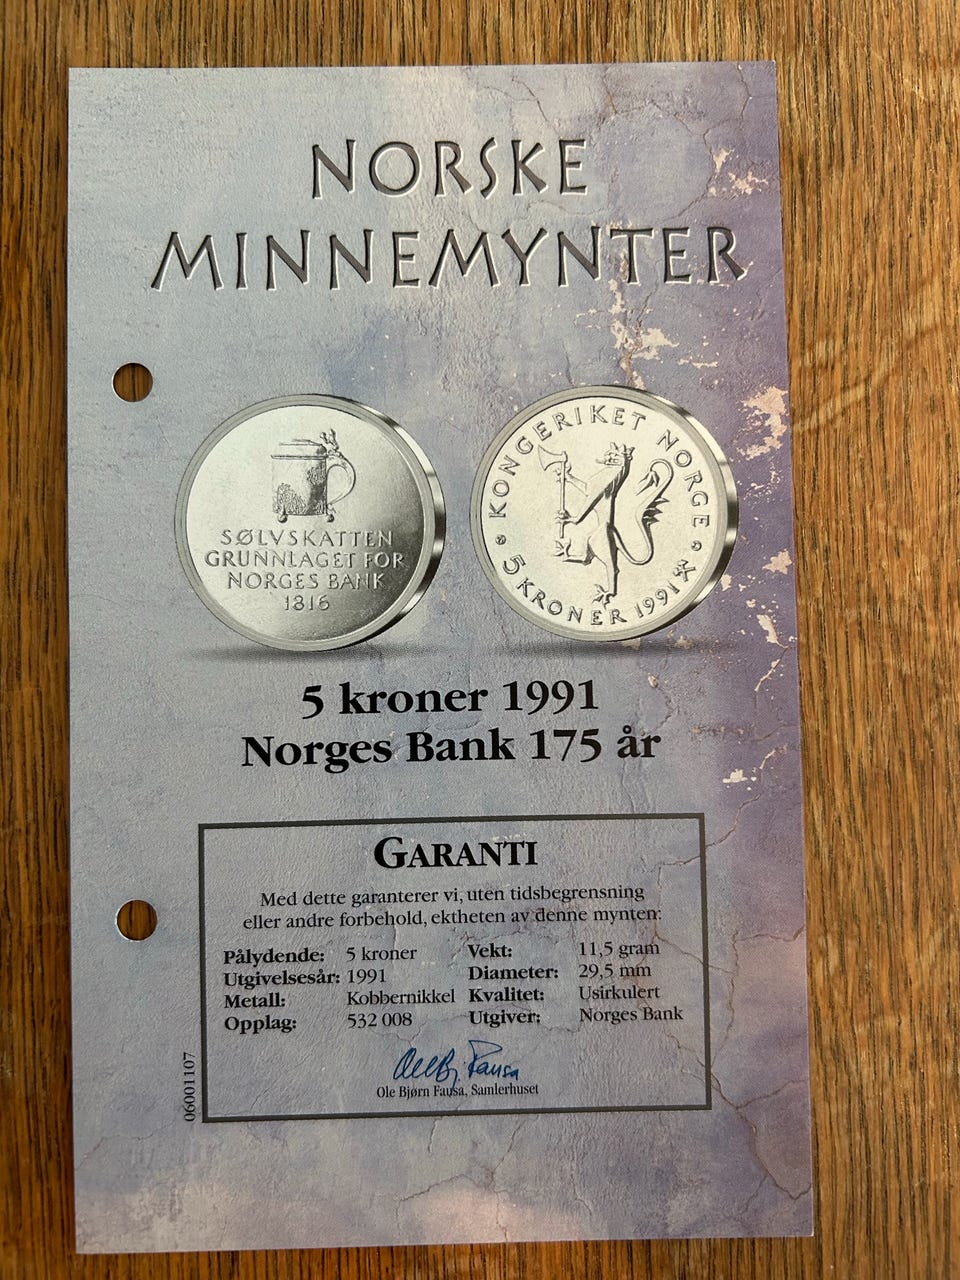 NORSKE
MINNEMYNTER
SØLVSKATTEN
GRUNNLAGET FOR
NORGES BANK
1816
KONGERIKET NORGE
5 KRONER 1991
5 kroner 1991
Norges Bank 175 år
GARANTI
Med dette garanterer vi, uten tidsbegrensning
eller andre forbehold, ektheten av denne mynten:
Pålydende: 5 kroner Vekt: 11,5 gram
Utgivelsesår: 1991 Diameter: 29,5 mm
Metall: Kobbernikkel Kvalitet: Usirkulert
Opplag: 532 008 Utgiver: Norges Bank
Ole Bj. Fausa
Ole Bjørn Fausa, Samlerhuset
06001107